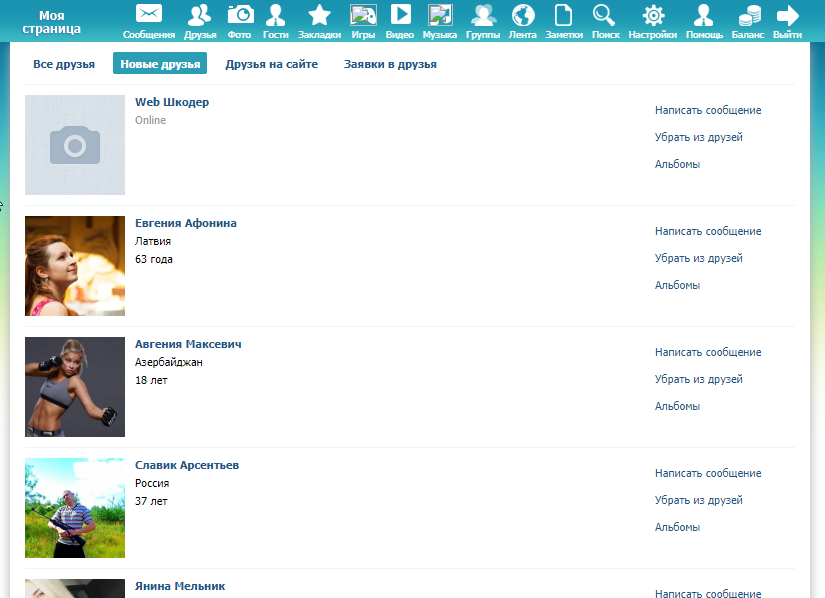 Моя
страница
Сообщения Друзья Фото Гости Закладки Игры Видео Музыка Группы Лента Заметки Поиск Настройки Помощь Баланс Выйти
Все друзья Новые друзья Друзья на сайте Заявки в друзья
Web Шкодер
Online
Написать сообщение
Убрать из друзей
Альбомы
Евгения Афонина
Латвия
63 года
Написать сообщение
Убрать из друзей
Альбомы
Авгения Максевич
Азербайджан
18 лет
Написать сообщение
Убрать из друзей
Альбомы
Славик Арсентьев
Россия
37 лет
Написать сообщение
Убрать из друзей
Альбомы
Янина Мельник
Написать сообщение